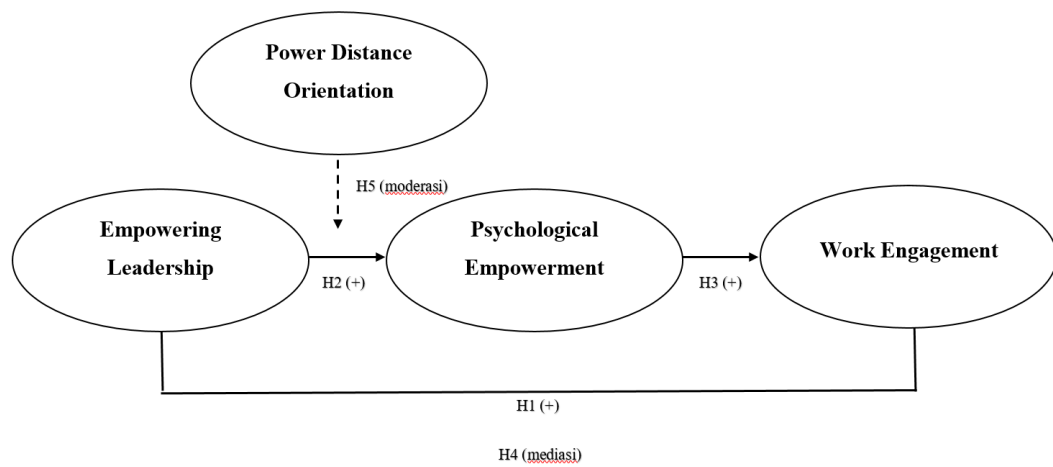 Power Distance
Orientation
H5 (moderasi)
Empowering
Leadership
H2 (+)
Psychological
Empowerment
H3 (+)
Work Engagement
H1 (+)
H4 (mediasi)